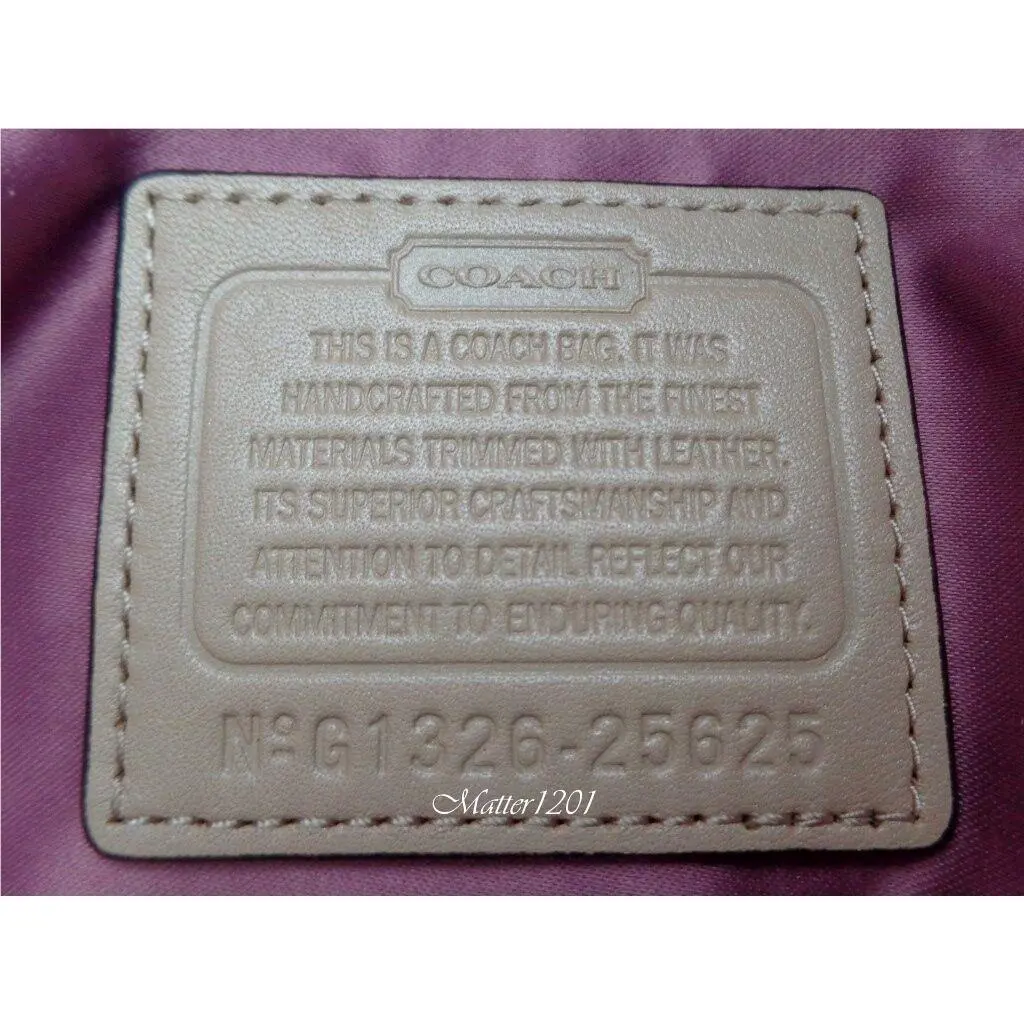 COACH
THIS IS A COACH BAG. IT WAS
HANDCRAFTED FROM THE FINEST
MATERIALS TRIMMED WITH LEATHER.
ITS SUPERIOR CRAFTSMANSHIP AND
ATTENTION TO DETAIL REFLECT OUR
COMMITMENT TO ENDURING QUALITY.
Nº G1326-25625
Matter1201